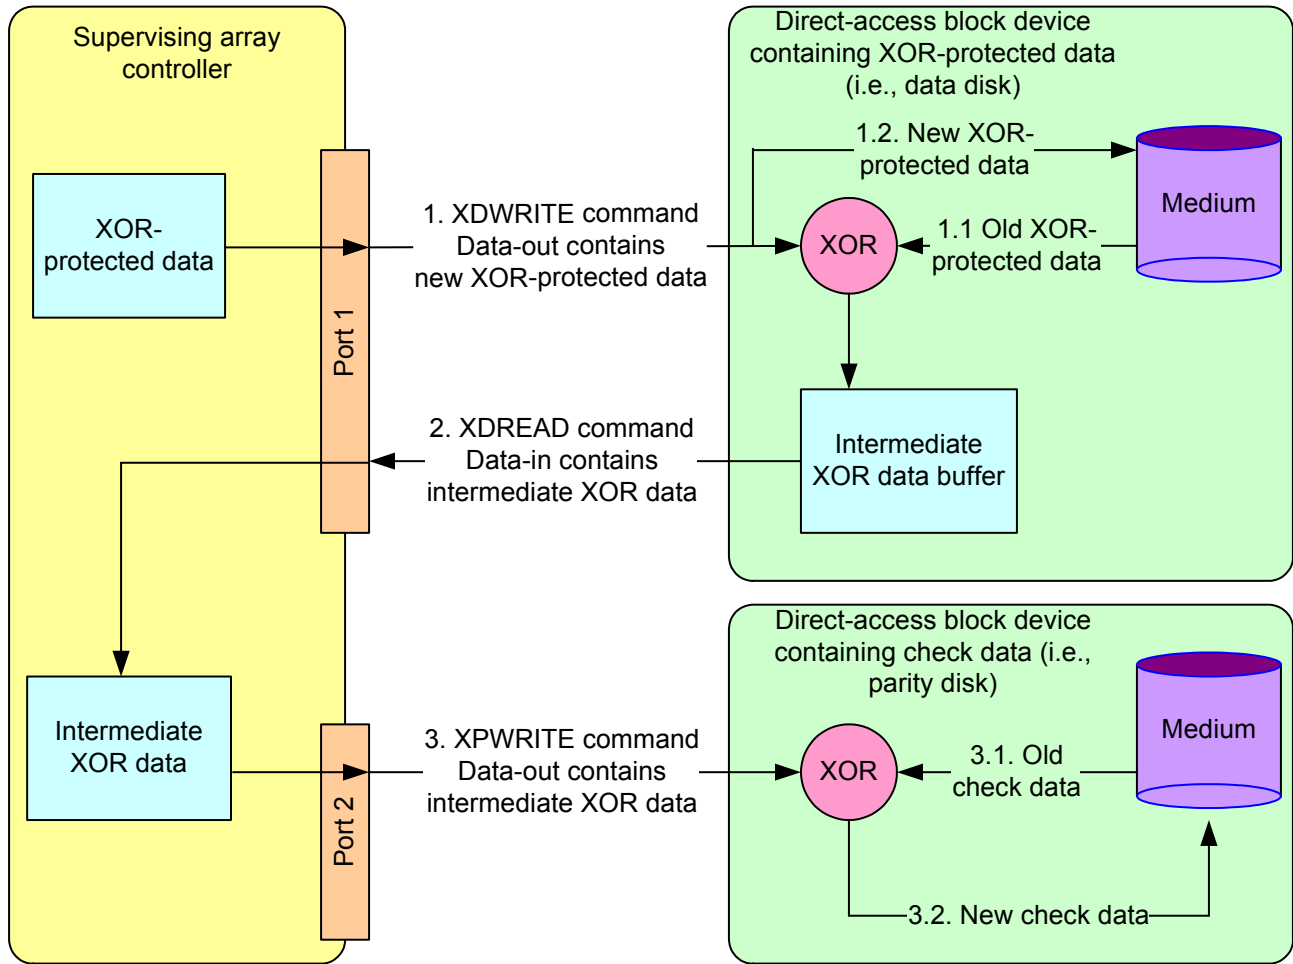 Supervising array
controller
XOR-
protected data
Port 1
1. XDWRITE command
Data-out contains
new XOR-protected data
2. XDREAD command
Data-in contains
intermediate XOR data
Direct-access block device
containing XOR-protected data
(i.e., data disk)
1.2. New XOR-
protected data
XOR
1.1 Old XOR-
protected data
Medium
Intermediate
XOR data buffer
Intermediate
XOR data
Port 2
3. XPWRITE command
Data-out contains
intermediate XOR data
Direct-access block device
containing check data (i.e.,
parity disk)
XOR
3.1. Old
check data
Medium
3.2. New check data